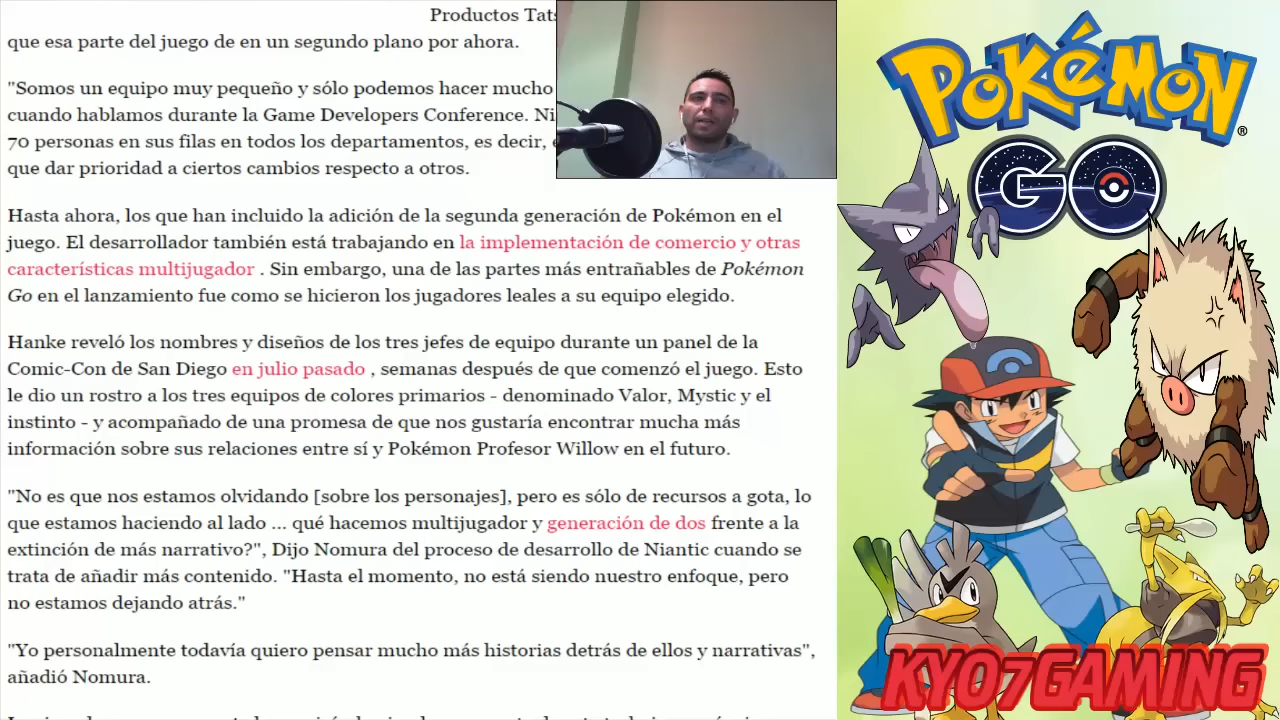 Productos Tats
que esa parte del juego de en un segundo plano por ahora.
"Somos un equipo muy pequeño y sólo podemos hacer mucho
cuando hablamos durante la Game Developers Conference. Ni
70 personas en sus filas en todos los departamentos, es decir,
que dar prioridad a ciertos cambios respecto a otros.
Hasta ahora, los que han incluido la adición de la segunda generación de Pokémon en el
juego. El desarrollador también está trabajando en la implementación de comercio y otras
características multijugador . Sin embargo, una de las partes más entrañables de Pokémon
Go en el lanzamiento fue como se hicieron los jugadores leales a su equipo elegido.
Hanke reveló los nombres y diseños de los tres jefes de equipo durante un panel de la
Comic-Con de San Diego en julio pasado , semanas después de que comenzó el juego. Esto
le dio un rostro a los tres equipos de colores primarios - denominado Valor, Mystic y el
instinto - y acompañado de una promesa de que nos gustaría encontrar mucha más
información sobre sus relaciones entre sí y Pokémon Profesor Willow en el futuro.
"No es que nos estamos olvidando [sobre los personajes], pero es sólo de recursos a gota, lo
que estamos haciendo al lado ... qué hacemos multijugador y generación de dos frente a la
extinción de más narrativo?", Dijo Nomura del proceso de desarrollo de Niantic cuando se
trata de añadir más contenido. "Hasta el momento, no está siendo nuestro enfoque, pero
no estamos dejando atrás."
"Yo personalmente todavía quiero pensar mucho más historias detrás de ellos y narrativas",
añadió Nomura.
POKÉMON
GO
KYO7GAMING